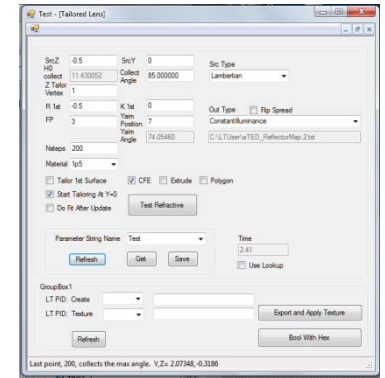 Test - [Tailored Lens]
SrcZ -0.5 SrcY 0 Src Type
H0 collect 11.430052 Collect Angle 85.000000 Lambertian
Z Tailor Vertex 1
R 1st -0.5 K 1st 0 Out Type Flip Spread
FP 3 Yaim Position 7 ConstantIlluminance
Yaim Angle 74.05460 C:\LTUser\aTED_ReflectorMap.2.txt
Nsteps 200
Material 1p5
Tailor 1st Surface CFE Extrude Polygon
Start Tailoring At Y=0
Do Fit After Update Test Refractive
Parameter String Name Test Time
2.41
Refresh Get Save Use Lookup
GroupBox1
LT PID: Create
LT PID: Texture Export and Apply Texture
Refresh Bool With Hex
Last point, 200, collects the max angle. Y,Z= 2.07348,-0.3186